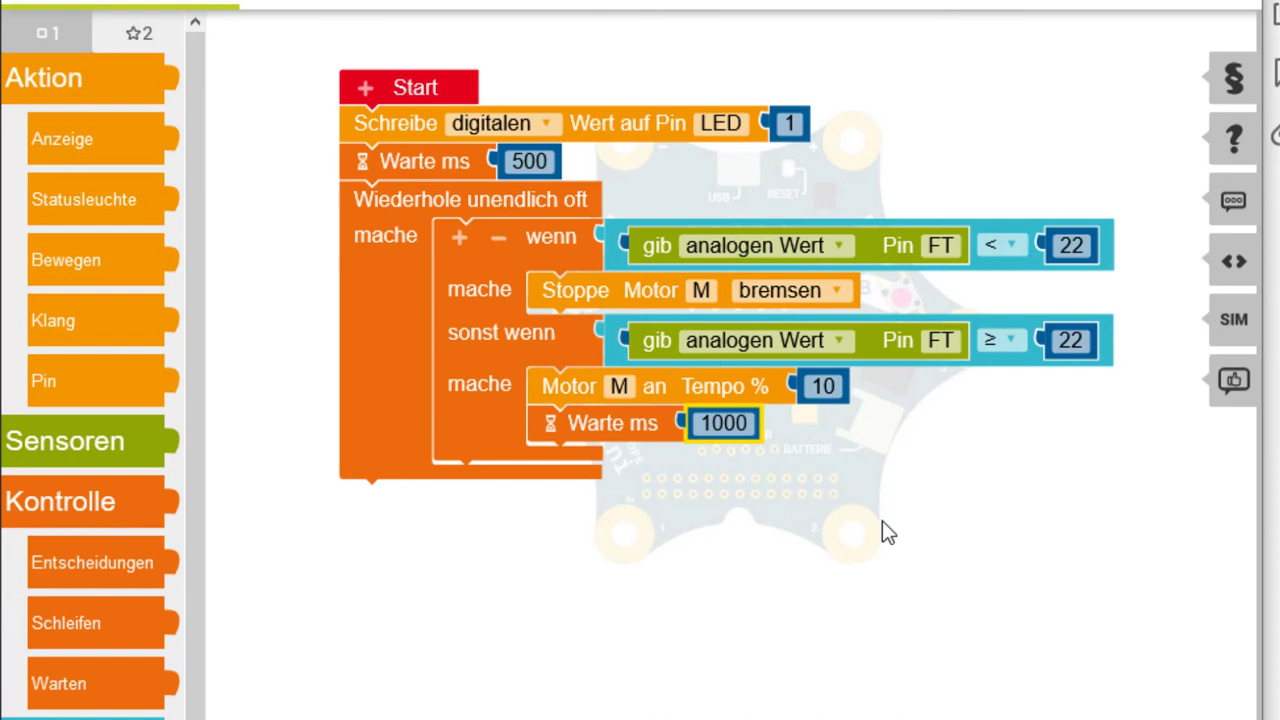 1
2
Aktion
Anzeige
Statusleuchte
Bewegen
Klang
Pin
Sensoren
Kontrolle
Entscheidungen
Schleifen
Warten
+ Start
Schreibe digitalen Wert auf Pin LED 1
Warte ms 500
Wiederhole unendlich oft
mache + − wenn gib analogen Wert Pin FT < 22
mache Stoppe Motor M bremsen
sonst wenn gib analogen Wert Pin FT ≥ 22
mache Motor M an Tempo % 10
Warte ms 1000
USB
RESET
BATTERIE
§
?
SIM